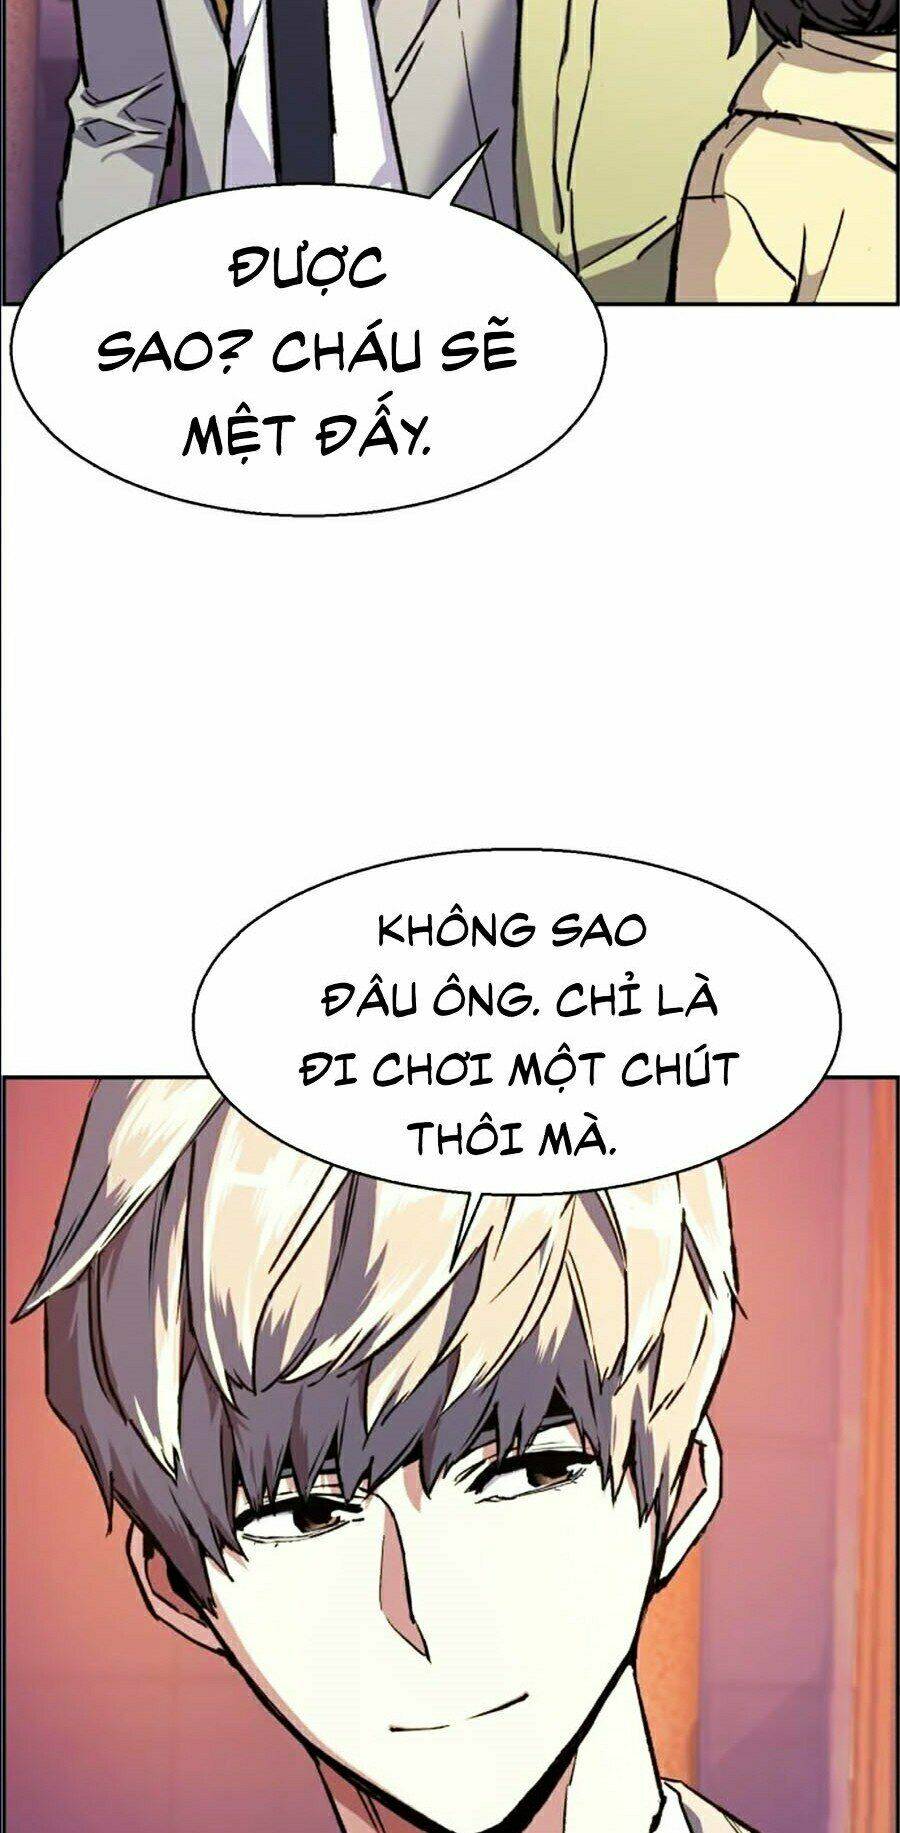 ĐƯỢC
SAO? CHÁU SẼ
MỆT ĐẤY.
KHÔNG SAO
ĐÂU ÔNG. CHỈ LÀ
ĐI CHƠI MỘT CHÚT
THÔI MÀ.